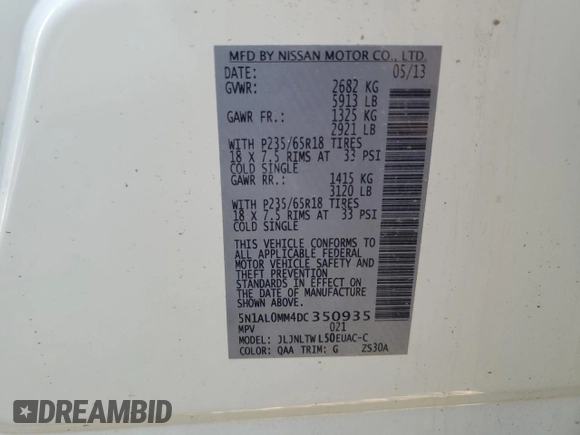 MFD BY NISSAN MOTOR CO., LTD.
DATE: 05/13
GVWR: 2682 KG
5913 LB
GAWR FR.: 1325 KG
2921 LB
WITH P235/65R18 TIRES
18 X 7.5 RIMS AT 33 PSI
COLD SINGLE
GAWR RR.: 1415 KG
3120 LB
WITH P235/65R18 TIRES
18 X 7.5 RIMS AT 33 PSI
COLD SINGLE
THIS VEHICLE CONFORMS TO
ALL APPLICABLE FEDERAL
MOTOR VEHICLE SAFETY AND
THEFT PREVENTION
STANDARDS IN EFFECT ON
THE DATE OF MANUFACTURE
SHOWN ABOVE.
5N1AL0MM4DC350935
MPV 021
MODEL: JLJNLTWL50EUAC-C
COLOR: QAA TRIM: G ZS30A
DREAMBID